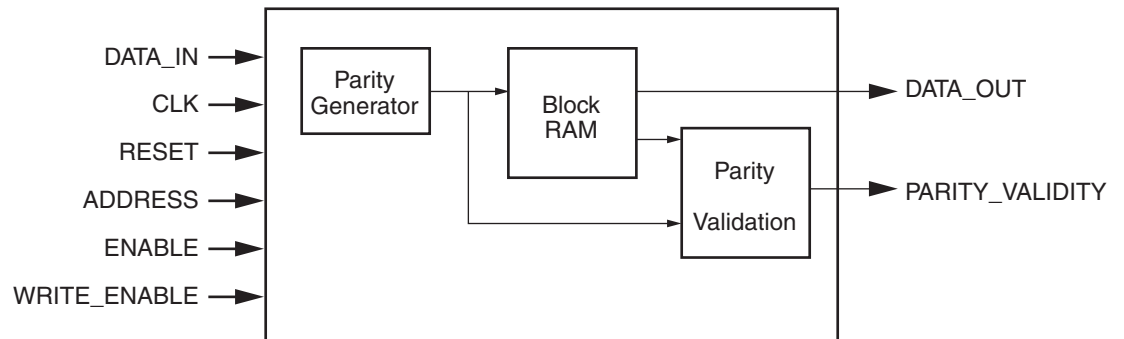 DATA_IN
CLK
RESET
ADDRESS
ENABLE
WRITE_ENABLE
Parity
Generator
Block
RAM
Parity
Validation
DATA_OUT
PARITY_VALIDITY